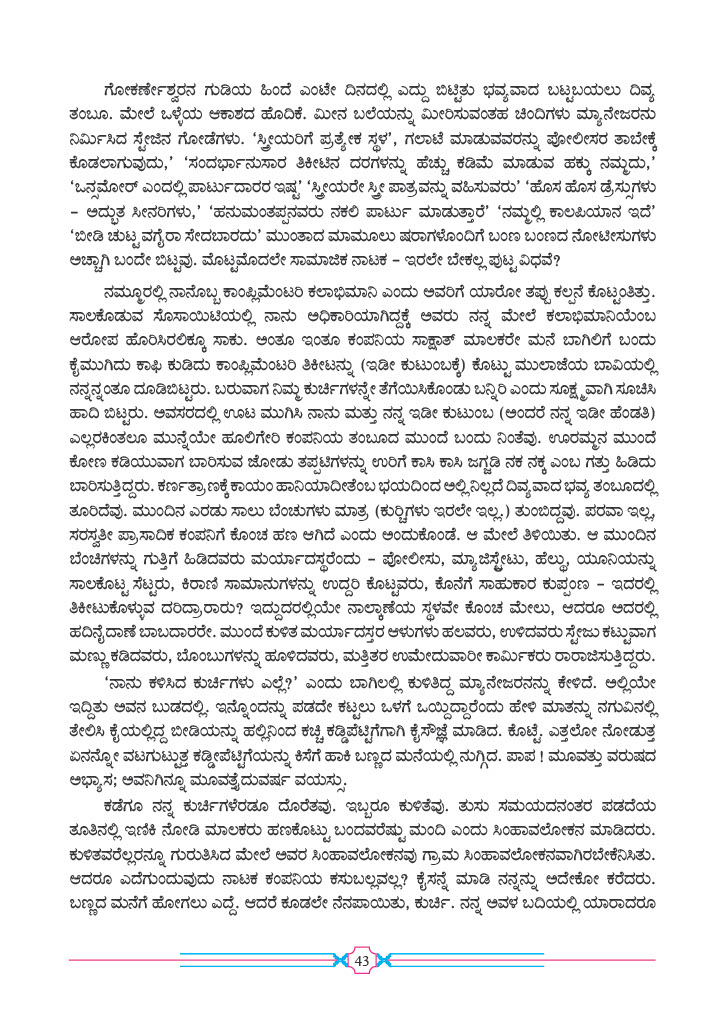 ಗೋಕರ್ಣೇಶ್ವರನ ಗುಡಿಯ ಹಿಂದೆ ಎಂಟೇ ದಿನದಲ್ಲಿ ಎದ್ದು ಬಿಟ್ಟಿತು ಭವ್ಯವಾದ ಬಟ್ಟಬಯಲು ದಿವ್ಯ
ತಂಬೂ. ಮೇಲೆ ಒಳ್ಳೆಯ ಆಕಾಶದ ಹೊದಿಕೆ. ಮೀನ ಬಲೆಯನ್ನು ಮೀರಿಸುವಂತಹ ಚಿಂದಿಗಳು ಮ್ಯಾನೇಜರನು
ನಿರ್ಮಿಸಿದ ಸ್ಟೇಜಿನ ಗೋಡೆಗಳು. ‘ಸ್ತ್ರೀಯರಿಗೆ ಪ್ರತ್ಯೇಕ ಸ್ಥಳ’, ಗಲಾಟೆ ಮಾಡುವವರನ್ನು ಪೋಲೀಸರ ತಾಬೇಕ್ಕೆ
ಕೊಡಲಾಗುವುದು,’ ‘ಸಂದರ್ಭಾನುಸಾರ ತಿಕೀಟಿನ ದರಗಳನ್ನು ಹೆಚ್ಚು ಕಡಿಮೆ ಮಾಡುವ ಹಕ್ಕು ನಮ್ಮದು,’
‘ಒನ್ಸಮೋರ್ ಎಂದಲ್ಲಿ ಪಾರ್ಟುದಾರರ ಇಷ್ಟ’ ‘ಸ್ತ್ರೀಯರೇ ಸ್ತ್ರೀ ಪಾತ್ರವನ್ನು ವಹಿಸುವರು’ ‘ಹೊಸ ಹೊಸ ಡ್ರೆಸ್ಸುಗಳು
– ಅದ್ಭುತ ಸೀನರಿಗಳು,’ ‘ಹನುಮಂತಪ್ಪನವರು ನಕಲಿ ಪಾರ್ಟು ಮಾಡುತ್ತಾರೆ’ ‘ನಮ್ಮಲ್ಲಿ ಕಾಲಪಿಯಾನ ಇದೆ’
‘ಬೀಡಿ ಚುಟ್ಟ ವಗೈರಾ ಸೇದಬಾರದು’ ಮುಂತಾದ ಮಾಮೂಲು ಷರಾಗಳೊಂದಿಗೆ ಬಣ್ಣ ಬಣ್ಣದ ನೋಟೀಸುಗಳು
ಅಚ್ಚಾಗಿ ಬಂದೇ ಬಿಟ್ಟವು. ಮೊಟ್ಟಮೊದಲೇ ಸಾಮಾಜಿಕ ನಾಟಕ – ಇರಲೇ ಬೇಕಲ್ಲ ಪುಟ್ಟ ವಿಧವೆ?
ನಮ್ಮೂರಲ್ಲಿ ನಾನೊಬ್ಬ ಕಾಂಪ್ಲಿಮೆಂಟರಿ ಕಲಾಭಿಮಾನಿ ಎಂದು ಅವರಿಗೆ ಯಾರೋ ತಪ್ಪು ಕಲ್ಪನೆ ಕೊಟ್ಟಂತಿತ್ತು.
ಸಾಲಕೊಡುವ ಸೊಸಾಯಿಟಿಯಲ್ಲಿ ನಾನು ಅಧಿಕಾರಿಯಾಗಿದ್ದಕ್ಕೆ ಅವರು ನನ್ನ ಮೇಲೆ ಕಲಾಭಿಮಾನಿಯೆಂಬ
ಆರೋಪ ಹೊರಿಸಿರಲಿಕ್ಕೂ ಸಾಕು. ಅಂತೂ ಇಂತೂ ಕಂಪನಿಯ ಸಾಕ್ಷಾತ್ ಮಾಲಕರೇ ಮನೆ ಬಾಗಿಲಿಗೆ ಬಂದು
ಕೈಮುಗಿದು ಕಾಫಿ ಕುಡಿದು ಕಾಂಪ್ಲಿಮೆಂಟರಿ ತಿಕೀಟನ್ನು (ಇಡೀ ಕುಟುಂಬಕ್ಕೆ) ಕೊಟ್ಟು ಮುಲಾಜೆಯ ಬಾವಿಯಲ್ಲಿ
ನನ್ನನ್ನಂತೂ ದೂಡಿಬಿಟ್ಟರು. ಬರುವಾಗ ನಿಮ್ಮ ಕುರ್ಚಿಗಳನ್ನೇ ತೆಗೆಯಿಸಿಕೊಂಡು ಬನ್ನಿರಿ ಎಂದು ಸೂಕ್ಷ್ಮವಾಗಿ ಸೂಚಿಸಿ
ಹಾದಿ ಬಿಟ್ಟರು. ಅವಸರದಲ್ಲಿ ಊಟ ಮುಗಿಸಿ ನಾನು ಮತ್ತು ನನ್ನ ಇಡೀ ಕುಟುಂಬ (ಅಂದರೆ ನನ್ನ ಇಡೀ ಹೆಂಡತಿ)
ಎಲ್ಲರಕಿಂತಲೂ ಮುನ್ನೆಯೇ ಹೂಲಿಗೇರಿ ಕಂಪನಿಯ ತಂಬೂದ ಮುಂದೆ ಬಂದು ನಿಂತೆವು. ಊರಮ್ಮನ ಮುಂದೆ
ಕೋಣ ಕಡಿಯುವಾಗ ಬಾರಿಸುವ ಜೋಡು ತಪ್ಪಟಿಗಳನ್ನು ಉರಿಗೆ ಕಾಸಿ ಕಾಸಿ ಜಗ್ಗಡಿ ನಕ ನಕ್ಕ ಎಂಬ ಗತ್ತು ಹಿಡಿದು
ಬಾರಿಸುತ್ತಿದ್ದರು. ಕರ್ಣತ್ರಾಣಕ್ಕೆ ಕಾಯಂ ಹಾನಿಯಾದೀತೆಂಬ ಭಯದಿಂದ ಅಲ್ಲಿ ನಿಲ್ಲದೆ ದಿವ್ಯವಾದ ಭವ್ಯ ತಂಬೂದಲ್ಲಿ
ತೂರಿದೆವು. ಮುಂದಿನ ಎರಡು ಸಾಲು ಬೆಂಚುಗಳು ಮಾತ್ರ (ಕುರ್‍ಚಿಗಳು ಇರಲೇ ಇಲ್ಲ.) ತುಂಬಿದ್ದವು. ಪರವಾ ಇಲ್ಲ,
ಸರಸ್ವತೀ ಪ್ರಾಸಾದಿಕ ಕಂಪನಿಗೆ ಕೊಂಚ ಹಣ ಆಗಿದೆ ಎಂದು ಅಂದುಕೊಂಡೆ. ಆ ಮೇಲೆ ತಿಳಿಯಿತು. ಆ ಮುಂದಿನ
ಬೆಂಚಿಗಳನ್ನು ಗುತ್ತಿಗೆ ಹಿಡಿದವರು ಮರ್ಯಾದಸ್ಥರೆಂದು – ಪೋಲೀಸು, ಮ್ಯಾಜಿಸ್ಟ್ರೇಟು, ಹೆಲ್ಥು, ಯೂನಿಯನ್ನು
ಸಾಲಕೊಟ್ಟ ಸೆಟ್ಟರು, ಕಿರಾಣಿ ಸಾಮಾನುಗಳನ್ನು ಉದ್ದರಿ ಕೊಟ್ಟವರು, ಕೊನೆಗೆ ಸಾಹುಕಾರ ಕುಪ್ಪಂಣ – ಇದರಲ್ಲಿ
ತಿಕೀಟುಕೊಳ್ಳುವ ದರಿದ್ರಾರಾರು? ಇದ್ದುದರಲ್ಲಿಯೇ ನಾಲ್ಕಾಣೆಯ ಸ್ಥಳವೇ ಕೊಂಚ ಮೇಲು, ಆದರೂ ಅದರಲ್ಲಿ
ಹದಿನೈದಾಣೆ ಬಾಬದಾರರೇ. ಮುಂದೆ ಕುಳಿತ ಮರ್ಯಾದಸ್ತರ ಆಳುಗಳು ಹಲವರು, ಉಳಿದವರು ಸ್ಟೇಜು ಕಟ್ಟುವಾಗ
ಮಣ್ಣು ಕಡಿದವರು, ಬೊಂಬುಗಳನ್ನು ಹೂಳಿದವರು, ಮತ್ತಿತರ ಉಮೇದುವಾರೀ ಕಾರ್ಮಿಕರು ರಾರಾಜಿಸುತ್ತಿದ್ದರು.
‘ನಾನು ಕಳಿಸಿದ ಕುರ್ಚಿಗಳು ಎಲ್ಲೆ?’ ಎಂದು ಬಾಗಿಲಲ್ಲಿ ಕುಳಿತಿದ್ದ ಮ್ಯಾನೇಜರನನ್ನು ಕೇಳಿದೆ. ಅಲ್ಲಿಯೇ
ಇದ್ದಿತು ಅವನ ಬುಡದಲ್ಲಿ. ಇನ್ನೊಂದನ್ನು ಪಡದೇ ಕಟ್ಟಲು ಒಳಗೆ ಒಯ್ದಿದ್ದಾರೆಂದು ಹೇಳಿ ಮಾತನ್ನು ನಗುವಿನಲ್ಲಿ
ತೇಲಿಸಿ ಕೈಯಲ್ಲಿದ್ದ ಬೀಡಿಯನ್ನು ಹಲ್ಲಿನಿಂದ ಕಚ್ಚಿ ಕಡ್ಡಿಪೆಟ್ಟಿಗೆಗಾಗಿ ಕೈಸೌಜ್ಞೆ ಮಾಡಿದ. ಕೊಟ್ಟೆ. ಎತ್ತಲೋ ನೋಡುತ್ತ
ಏನನ್ನೋ ವಟಗುಟ್ಟುತ್ತ ಕಡ್ಡೀಪೆಟ್ಟಿಗೆಯನ್ನು ಕಿಸೆಗೆ ಹಾಕಿ ಬಣ್ಣದ ಮನೆಯಲ್ಲಿ ನುಗ್ಗಿದ. ಪಾಪ ! ಮೂವತ್ತು ವರುಷದ
ಅಭ್ಯಾಸ; ಅವನಿಗಿನ್ನೂ ಮೂವತ್ತೈದುವರ್ಷ ವಯಸ್ಸು.
ಕಡೆಗೂ ನನ್ನ ಕುರ್ಚಿಗಳೆರಡೂ ದೊರೆತವು. ಇಬ್ಬರೂ ಕುಳಿತೆವು. ತುಸು ಸಮಯದನಂತರ ಪಡದೆಯ
ತೂತಿನಲ್ಲಿ ಇಣಿಕಿ ನೋಡಿ ಮಾಲಕರು ಹಣಕೊಟ್ಟು ಬಂದವರೆಷ್ಟು ಮಂದಿ ಎಂದು ಸಿಂಹಾವಲೋಕನ ಮಾಡಿದರು.
ಕುಳಿತವರೆಲ್ಲರನ್ನೂ ಗುರುತಿಸಿದ ಮೇಲೆ ಅವರ ಸಿಂಹಾವಲೋಕನವು ಗ್ರಾಮ ಸಿಂಹಾವಲೋಕನವಾಗಿರಬೇಕೆನಿಸಿತು.
ಆದರೂ ಎದೆಗುಂದುವುದು ನಾಟಕ ಕಂಪನಿಯ ಕಸುಬಲ್ಲವಲ್ಲ? ಕೈಸನ್ನೆ ಮಾಡಿ ನನ್ನನ್ನು ಅದೇಕೋ ಕರೆದರು.
ಬಣ್ಣದ ಮನೆಗೆ ಹೋಗಲು ಎದ್ದೆ. ಆದರೆ ಕೂಡಲೇ ನೆನಪಾಯಿತು, ಕುರ್ಚಿ. ನನ್ನ ಅವಳ ಬದಿಯಲ್ಲಿ ಯಾರಾದರೂ
43